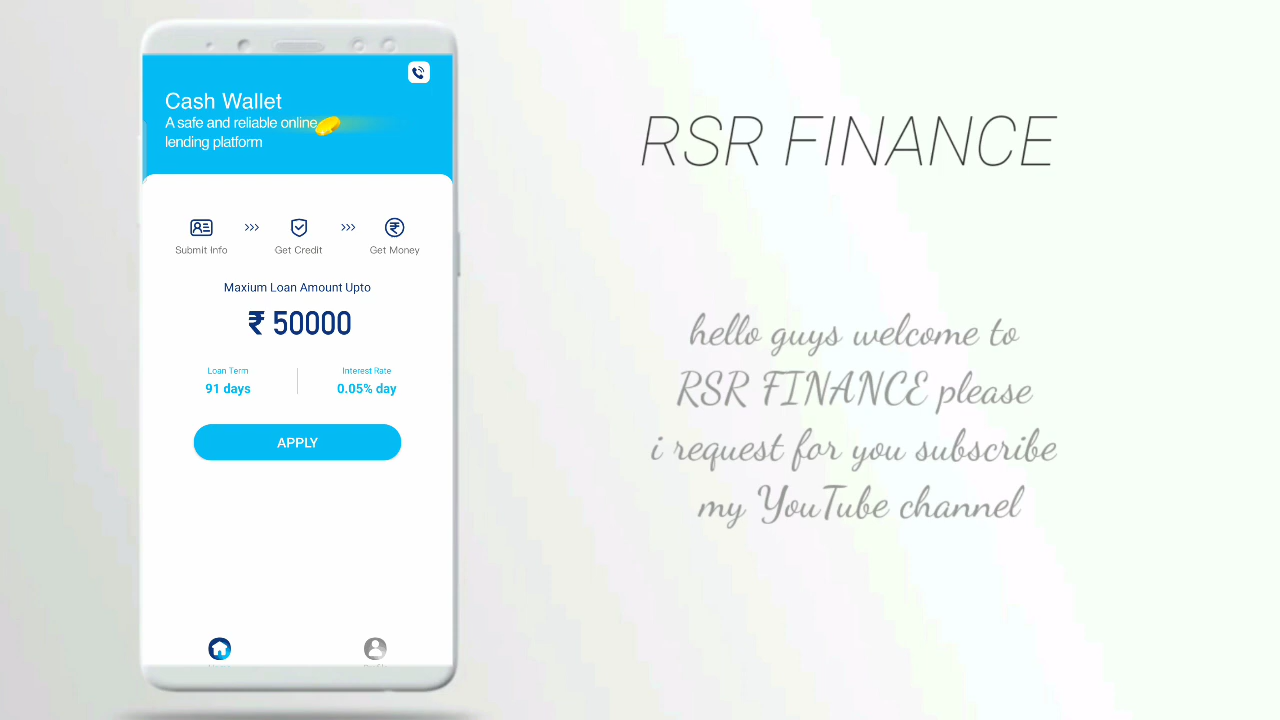 Cash Wallet
A safe and reliable online
lending platform
Submit Info
Get Credit
Get Money
Maxium Loan Amount Upto
₹ 50000
Loan Term
Interest Rate
91 days
0.05% day
APPLY
RSR FINANCE
hello guys welcome to
RSR FINANCE please
i request for you subscribe
my YouTube channel